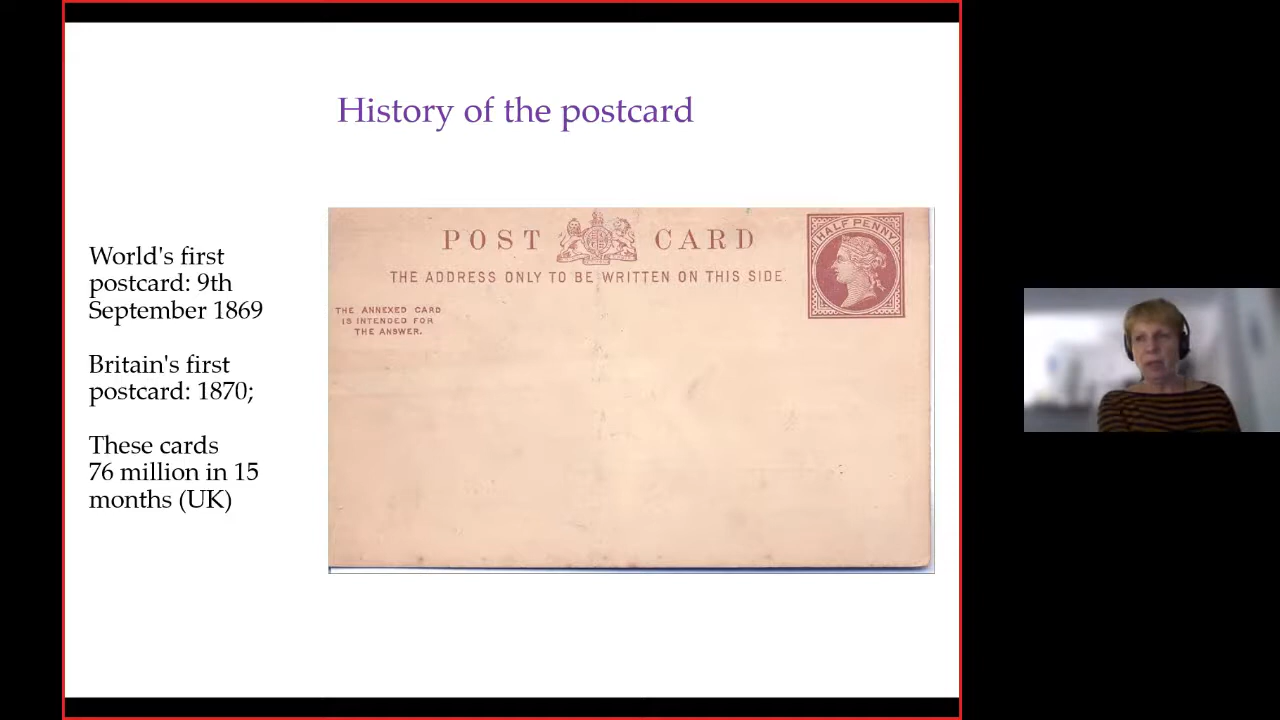 History of the postcard
World's first
postcard: 9th
September 1869
Britain's first
postcard: 1870;
These cards
76 million in 15
months (UK)
POST CARD
THE ADDRESS ONLY TO BE WRITTEN ON THIS SIDE.
THE ANNEXED CARD
IS INTENDED FOR
THE ANSWER.
HALF PENNY